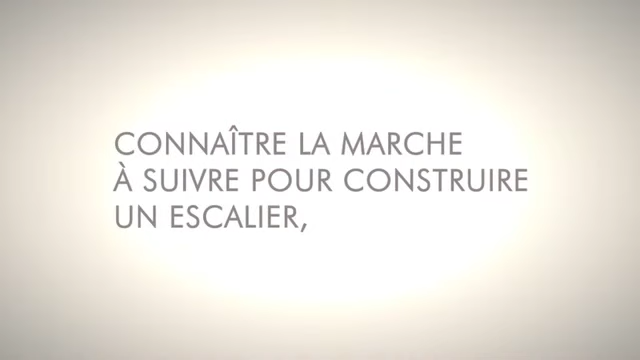 CONNAÎTRE LA MARCHE
À SUIVRE POUR CONSTRUIRE
UN ESCALIER,